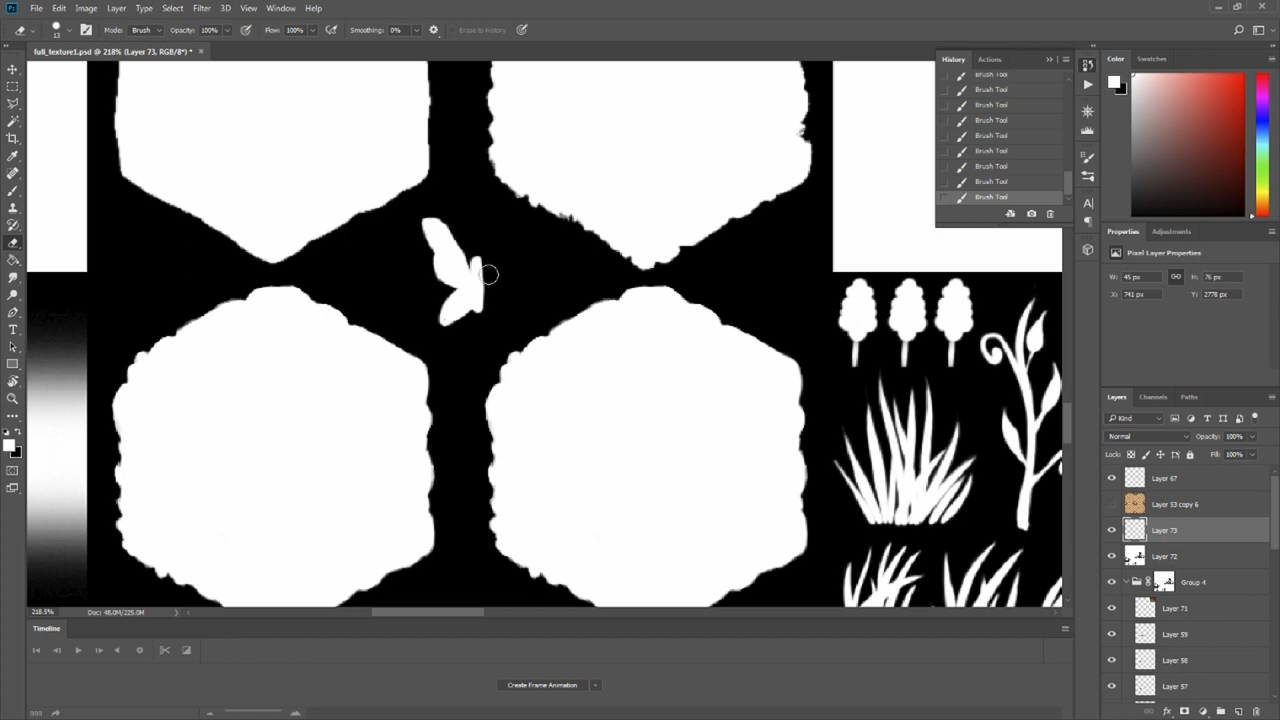 Ps File Edit Image Layer Type Select Filter 3D View Window Help
13 Mode: Brush Opacity: 100% Flow: 100% Smoothing: 0% Erase to History
full_texture1.psd @ 218% (Layer 73, RGB/8*) *
History Actions
Brush Tool
Brush Tool
Brush Tool
Brush Tool
Brush Tool
Brush Tool
Brush Tool
Brush Tool
Brush Tool
Color Swatches
Properties Adjustments
Pixel Layer Properties
W: 45 px H: 76 px
X: 741 px Y: 2778 px
Layers Channels Paths
Kind
Normal Opacity: 100%
Lock: Fill: 100%
Layer 67
Layer 53 copy 6
Layer 73
Layer 72
Group 4
Layer 71
Layer 59
Layer 58
Layer 57
218.5% Doc: 48.0M/225.0M
Timeline
Create Frame Animation